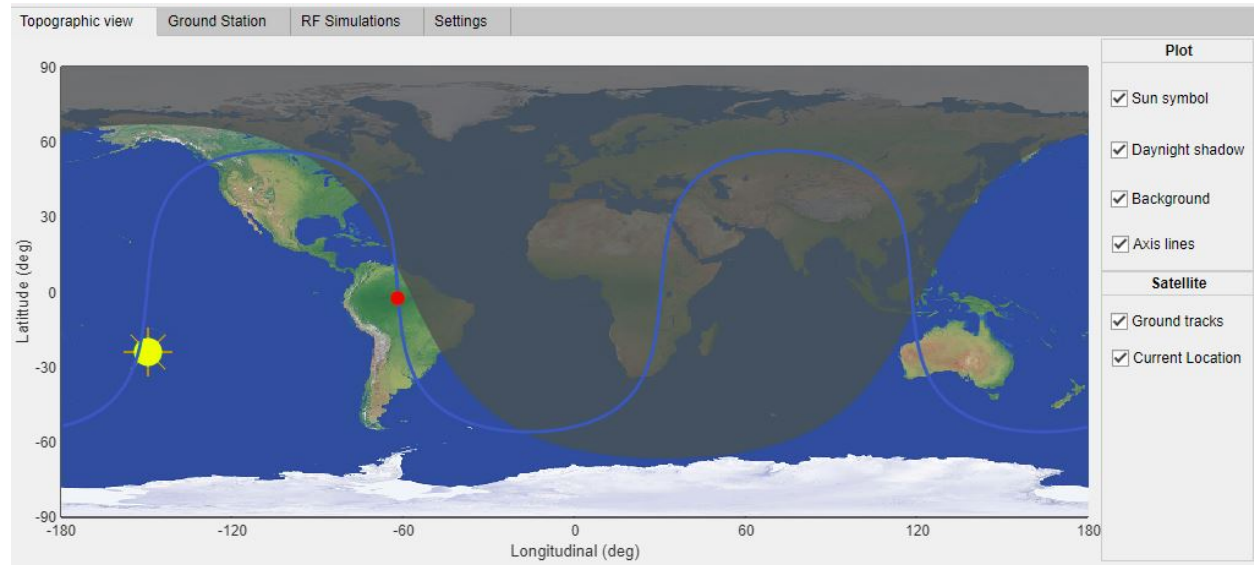 Topographic view Ground Station RF Simulations Settings
Plot
Sun symbol
Daynight shadow
Background
Axis lines
Satellite
Ground tracks
Current Location
90
60
30
0
-30
-60
-90
Latittude (deg)
-180 -120 -60 0 60 120 180
Longitudinal (deg)